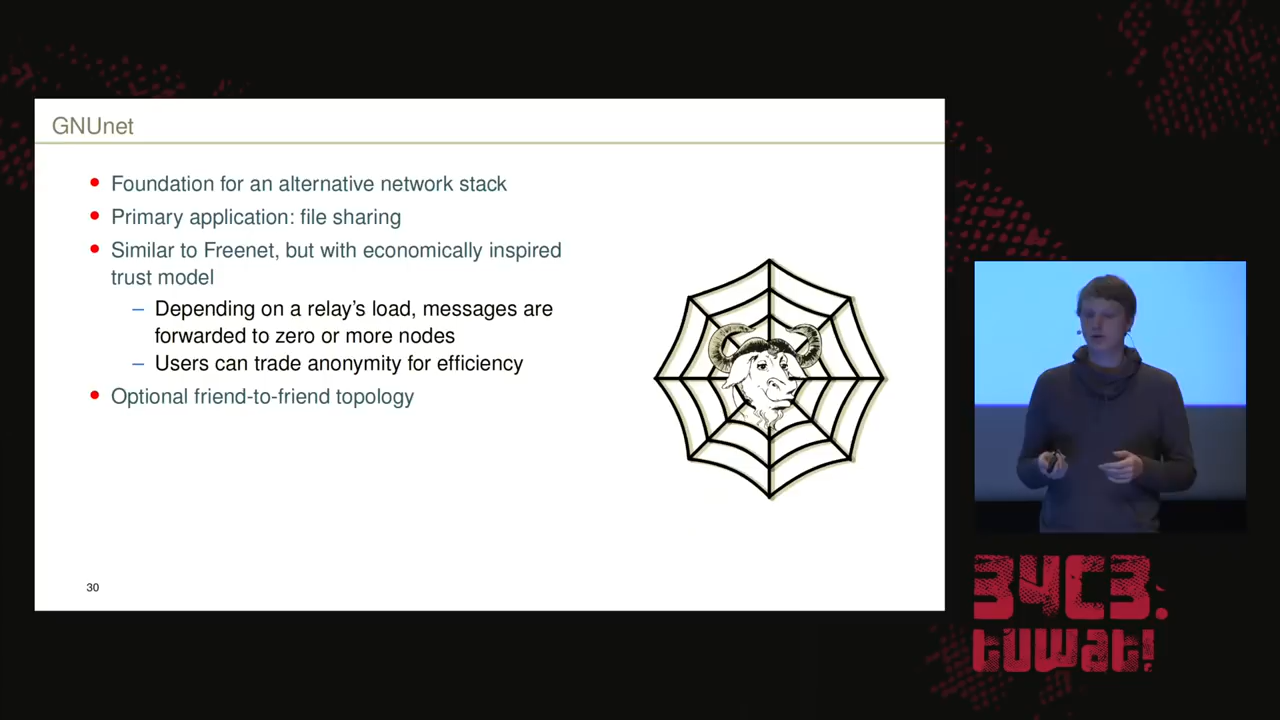 GNUnet
• Foundation for an alternative network stack
• Primary application: file sharing
• Similar to Freenet, but with economically inspired
trust model
– Depending on a relay's load, messages are
forwarded to zero or more nodes
– Users can trade anonymity for efficiency
• Optional friend-to-friend topology
30
34C3.
tuwat!